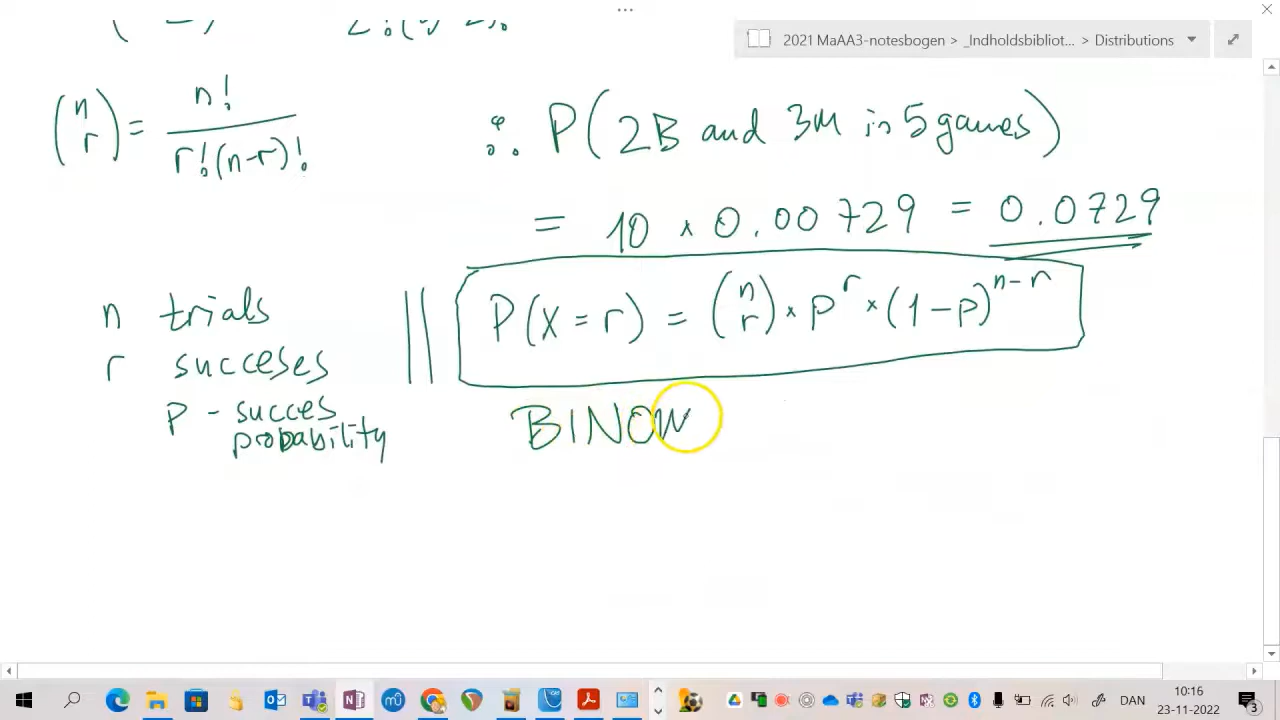 2021 MaAA3-notesbogen > _Indholdsbibliot... > Distributions
(n r) = n! / r!(n-r)!
∴ P(2B and 3M in 5 games)
= 10 × 0.00729 = 0.0729
P(X = r) = (n r) × p^r × (1-p)^n-r
n trials
r succeses
P - succes
probability
BINOM
DAN
10:16
23-11-2022
3